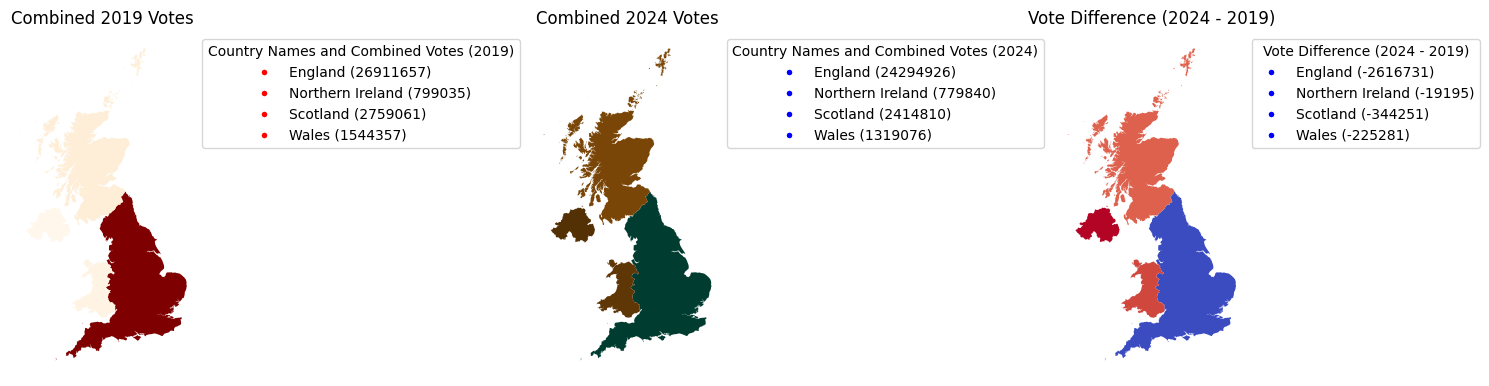 Combined 2019 Votes
Country Names and Combined Votes (2019)
England (26911657)
Northern Ireland (799035)
Scotland (2759061)
Wales (1544357)
Combined 2024 Votes
Country Names and Combined Votes (2024)
England (24294926)
Northern Ireland (779840)
Scotland (2414810)
Wales (1319076)
Vote Difference (2024 - 2019)
Vote Difference (2024 - 2019)
England (-2616731)
Northern Ireland (-19195)
Scotland (-344251)
Wales (-225281)